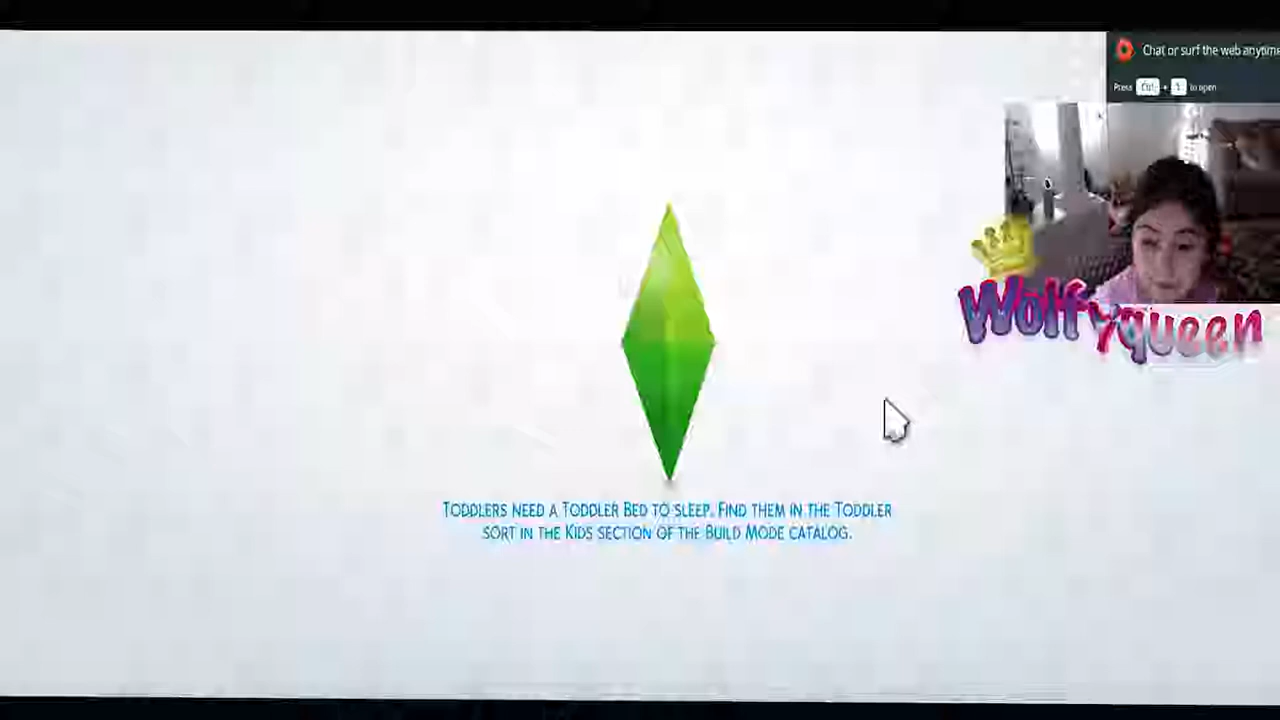 Chat or surf the web anytime
Press Ctrl + 1 to open
Wolfyqueen
TODDLERS NEED A TODDLER BED TO SLEEP. FIND THEM IN THE TODDLER
SORT IN THE KIDS SECTION OF THE BUILD MODE CATALOG.